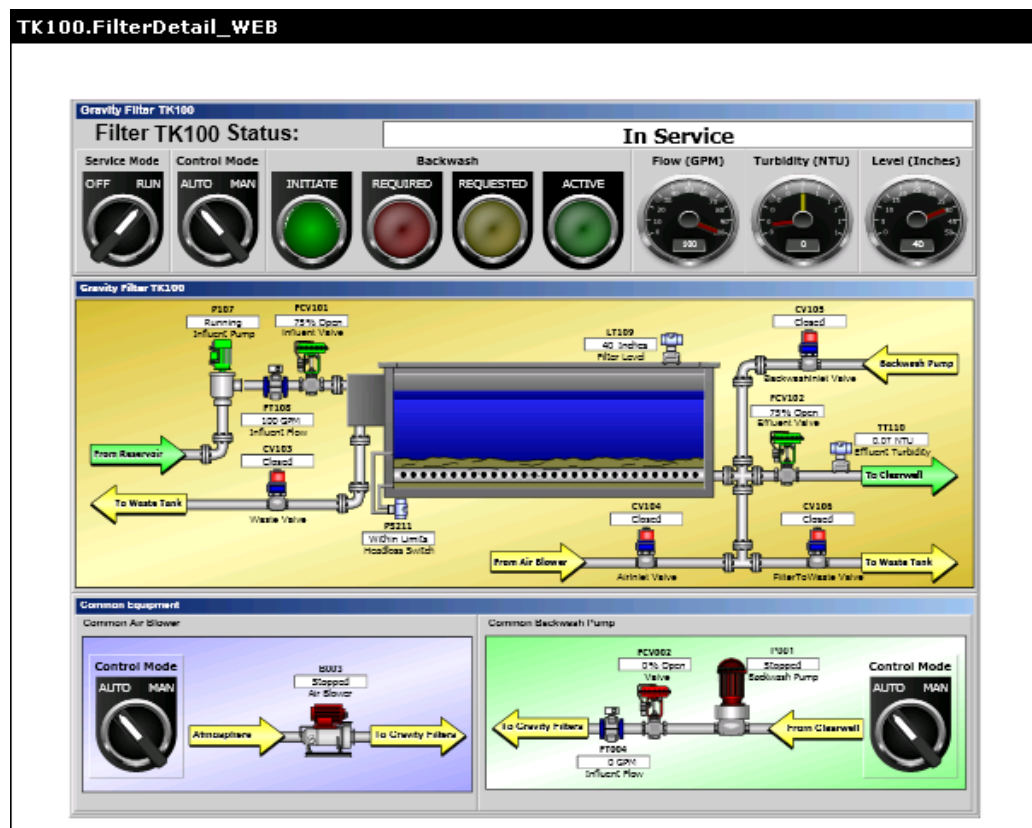 TK100.FilterDetail_WEB
Gravity Filter TK100
Filter TK100 Status:
In Service
Service Mode
Control Mode
Backwash
Flow (GPM)
Turbidity (NTU)
Level (Inches)
OFF RUN
AUTO MAN
INITIATE
REQUIRED
REQUESTED
ACTIVE
100
0
40
Gravity Filter TK100
P107
Running
Influent Pump
FCV101
75% Open
Influent Valve
LT109
40 Inches
Filter Level
CV105
Closed
BackwashInlet Valve
Backwash Pump
FT108
100 GPM
Influent Flow
FCV102
75% Open
Effluent Valve
TT110
0.07 NTU
Effluent Turbidity
From Reservoir
To Clearwell
CV103
Closed
Waste Valve
To Waste Tank
PS211
Within Limits
Headloss Switch
CV104
Closed
AirInlet Valve
CV106
Closed
FilterToWaste Valve
From Air Blower
To Waste Tank
Common Equipment
Common Air Blower
Common Backwash Pump
Control Mode
AUTO MAN
B003
Stopped
Air Blower
Atmosphere
To Gravity Filters
FCV002
0% Open
Valve
P001
Stopped
Backwash Pump
Control Mode
AUTO MAN
To Gravity Filters
From Clearwell
FT004
0 GPM
Influent Flow